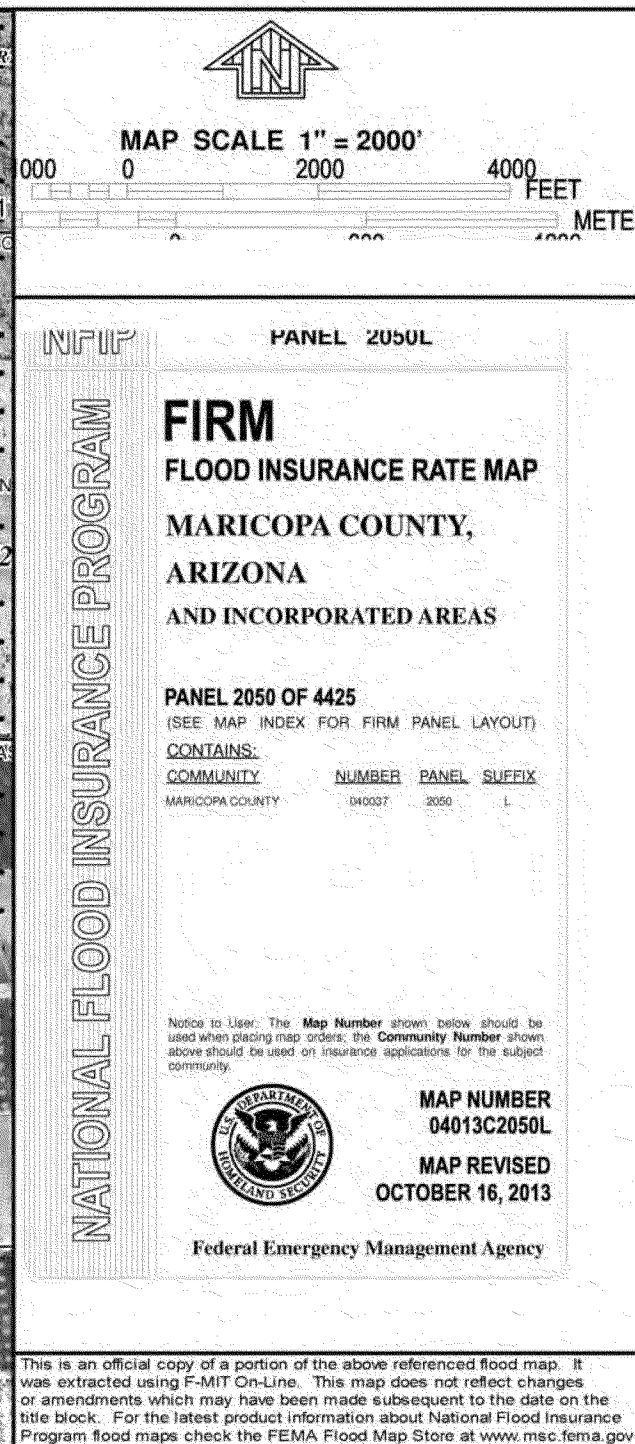 N
MAP SCALE 1" = 2000'
000 0 2000 4000
FEET
METE
NFIP
PANEL 2050L
NATIONAL FLOOD INSURANCE PROGRAM
FIRM
FLOOD INSURANCE RATE MAP
MARICOPA COUNTY,
ARIZONA
AND INCORPORATED AREAS
PANEL 2050 OF 4425
(SEE MAP INDEX FOR FIRM PANEL LAYOUT)
CONTAINS:
COMMUNITY NUMBER PANEL SUFFIX
MARICOPA COUNTY 040037 2050 L
Notice to User: The Map Number shown below should be
used when placing map orders; the Community Number shown
above should be used on insurance applications for the subject
community.
U.S. DEPARTMENT OF HOMELAND SECURITY
MAP NUMBER
04013C2050L
MAP REVISED
OCTOBER 16, 2013
Federal Emergency Management Agency
This is an official copy of a portion of the above referenced flood map. It
was extracted using F-MIT On-Line. This map does not reflect changes
or amendments which may have been made subsequent to the date on the
title block. For the latest product information about National Flood Insurance
Program flood maps check the FEMA Flood Map Store at www.msc.fema.gov